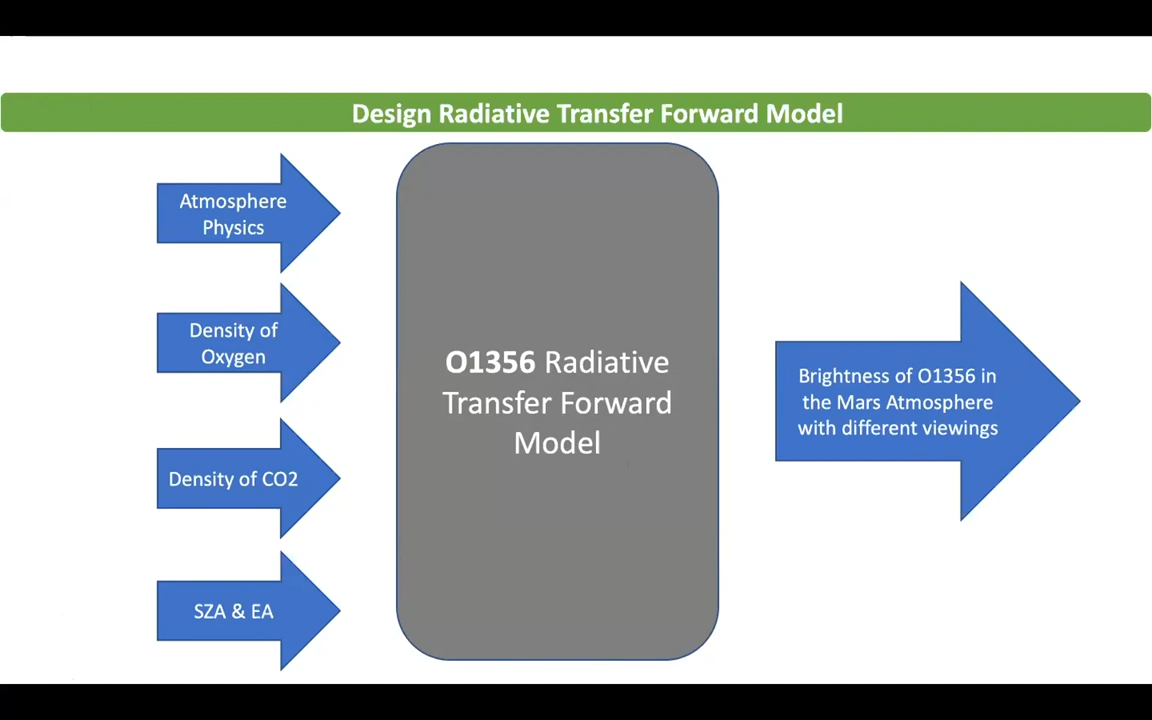 Design Radiative Transfer Forward Model
Atmosphere
Physics
Density of
Oxygen
Density of CO2
SZA & EA
O1356 Radiative
Transfer Forward
Model
Brightness of O1356 in
the Mars Atmosphere
with different viewings